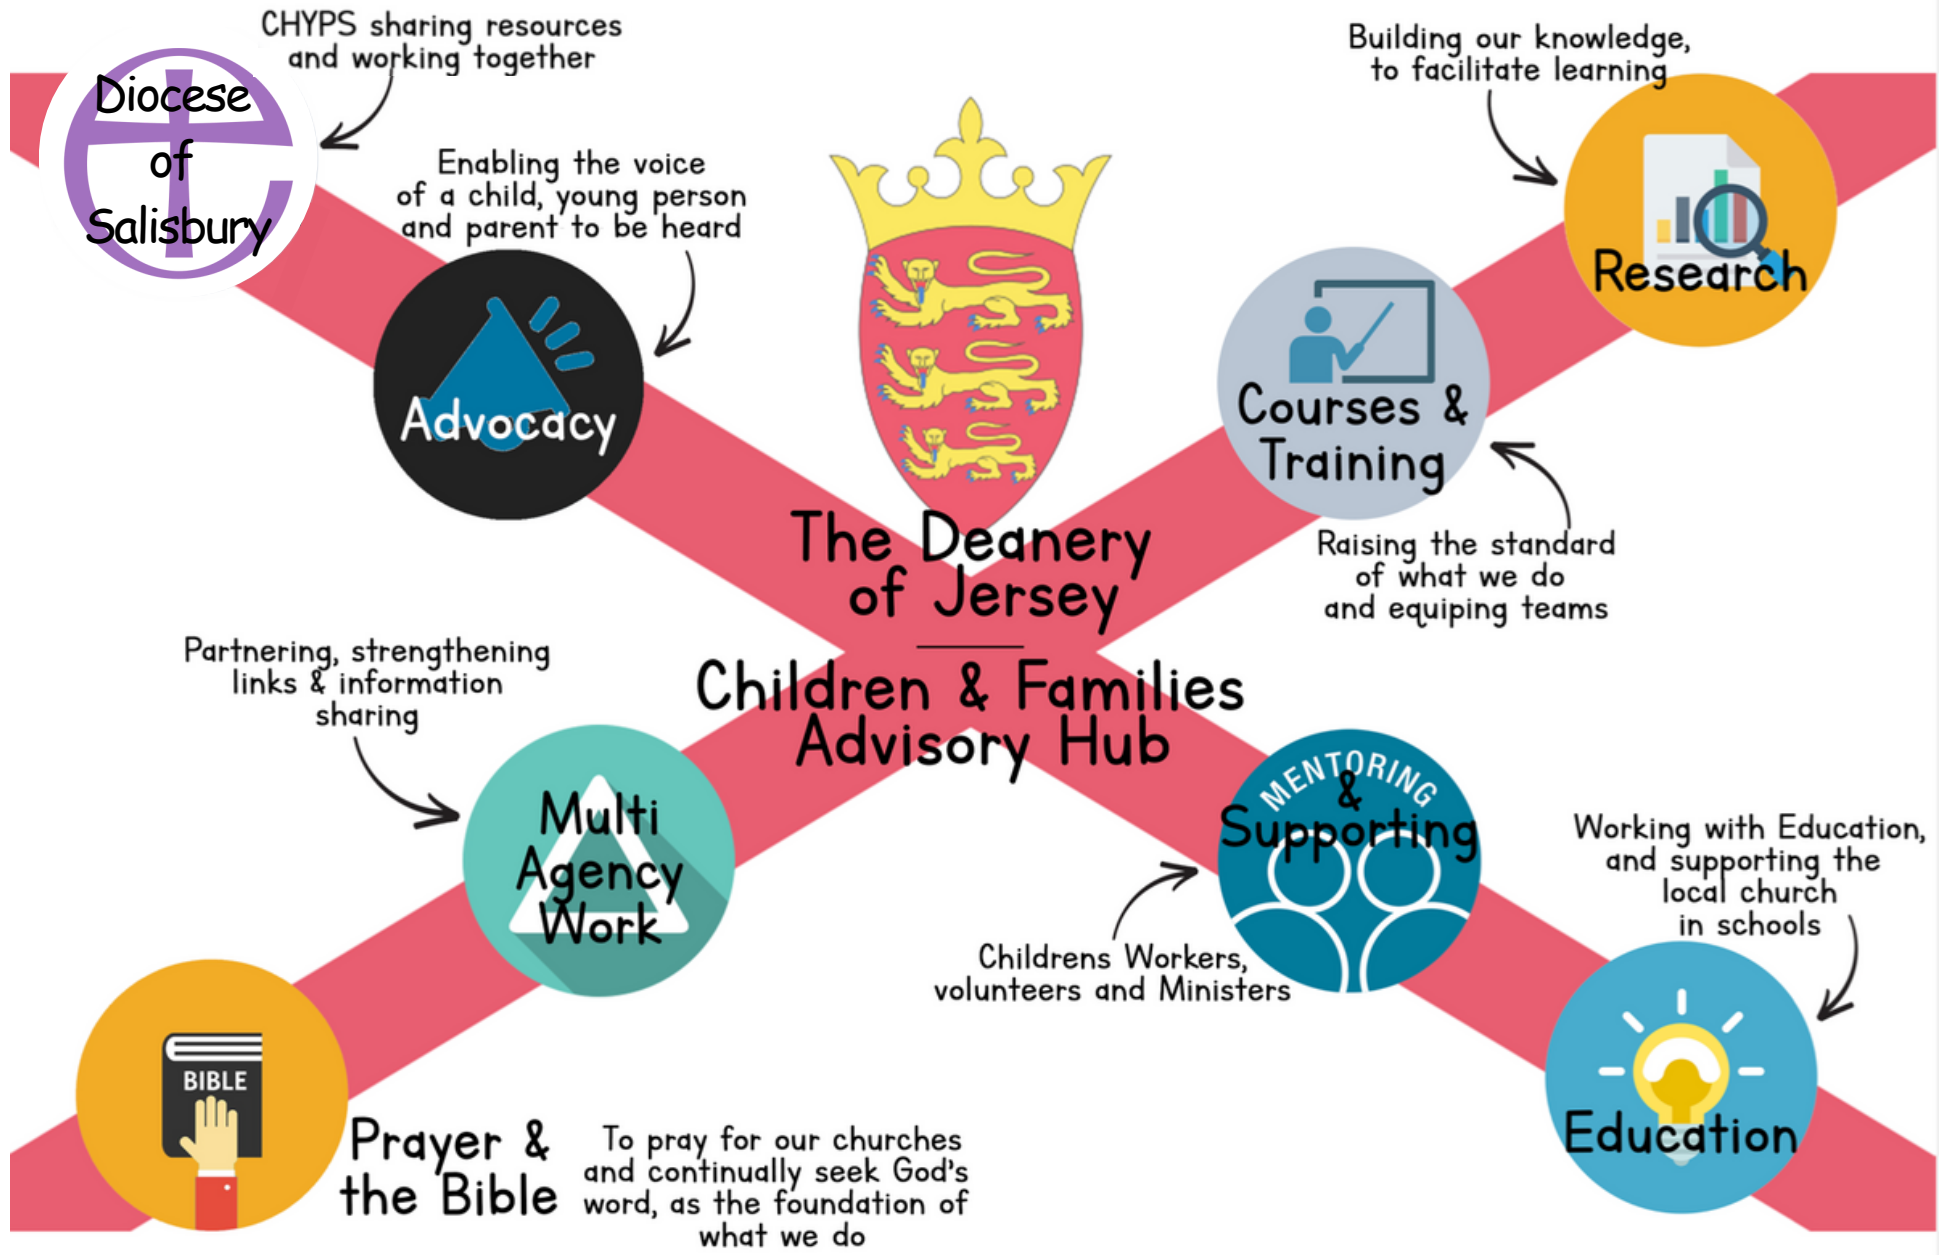 CHYPS sharing resources
and working together
Diocese
of
Salisbury
Enabling the voice
of a child, young person
and parent to be heard
Advocacy
Building our knowledge,
to facilitate learning
Research
Courses &
Training
Raising the standard
of what we do
and equiping teams
The Deanery
of Jersey
Children & Families
Advisory Hub
Partnering, strengthening
links & information
sharing
Multi
Agency
Work
MENTORING
&
Supporting
Childrens Workers,
volunteers and Ministers
Working with Education,
and supporting the
local church
in schools
Education
BIBLE
Prayer &
the Bible
To pray for our churches
and continually seek God's
word, as the foundation of
what we do